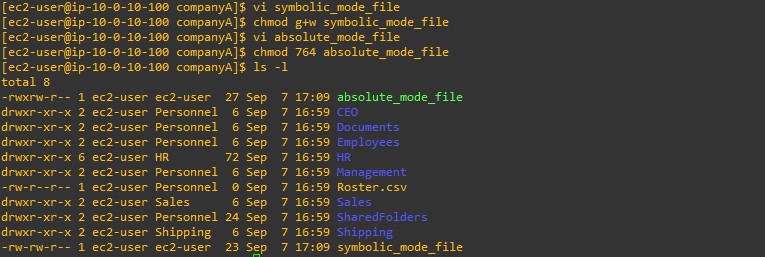 [ec2-user@ip-10-0-10-100 companyA]$ vi symbolic_mode_file
[ec2-user@ip-10-0-10-100 companyA]$ chmod g+w symbolic_mode_file
[ec2-user@ip-10-0-10-100 companyA]$ vi absolute_mode_file
[ec2-user@ip-10-0-10-100 companyA]$ chmod 764 absolute_mode_file
[ec2-user@ip-10-0-10-100 companyA]$ ls -l
total 8
-rwxrw-r-- 1 ec2-user ec2-user  27 Sep  7 17:09 absolute_mode_file
drwxr-xr-x 2 ec2-user Personnel  6 Sep  7 16:59 CEO
drwxr-xr-x 2 ec2-user Personnel  6 Sep  7 16:59 Documents
drwxr-xr-x 2 ec2-user Personnel  6 Sep  7 16:59 Employees
drwxr-xr-x 6 ec2-user HR        72 Sep  7 16:59 HR
drwxr-xr-x 2 ec2-user Personnel  6 Sep  7 16:59 Management
-rw-r--r-- 1 ec2-user Personnel  0 Sep  7 16:59 Roster.csv
drwxr-xr-x 2 ec2-user Sales      6 Sep  7 16:59 Sales
drwxr-xr-x 2 ec2-user Personnel 24 Sep  7 16:59 SharedFolders
drwxr-xr-x 2 ec2-user Shipping   6 Sep  7 16:59 Shipping
-rw-rw-r-- 1 ec2-user ec2-user  23 Sep  7 17:09 symbolic_mode_file